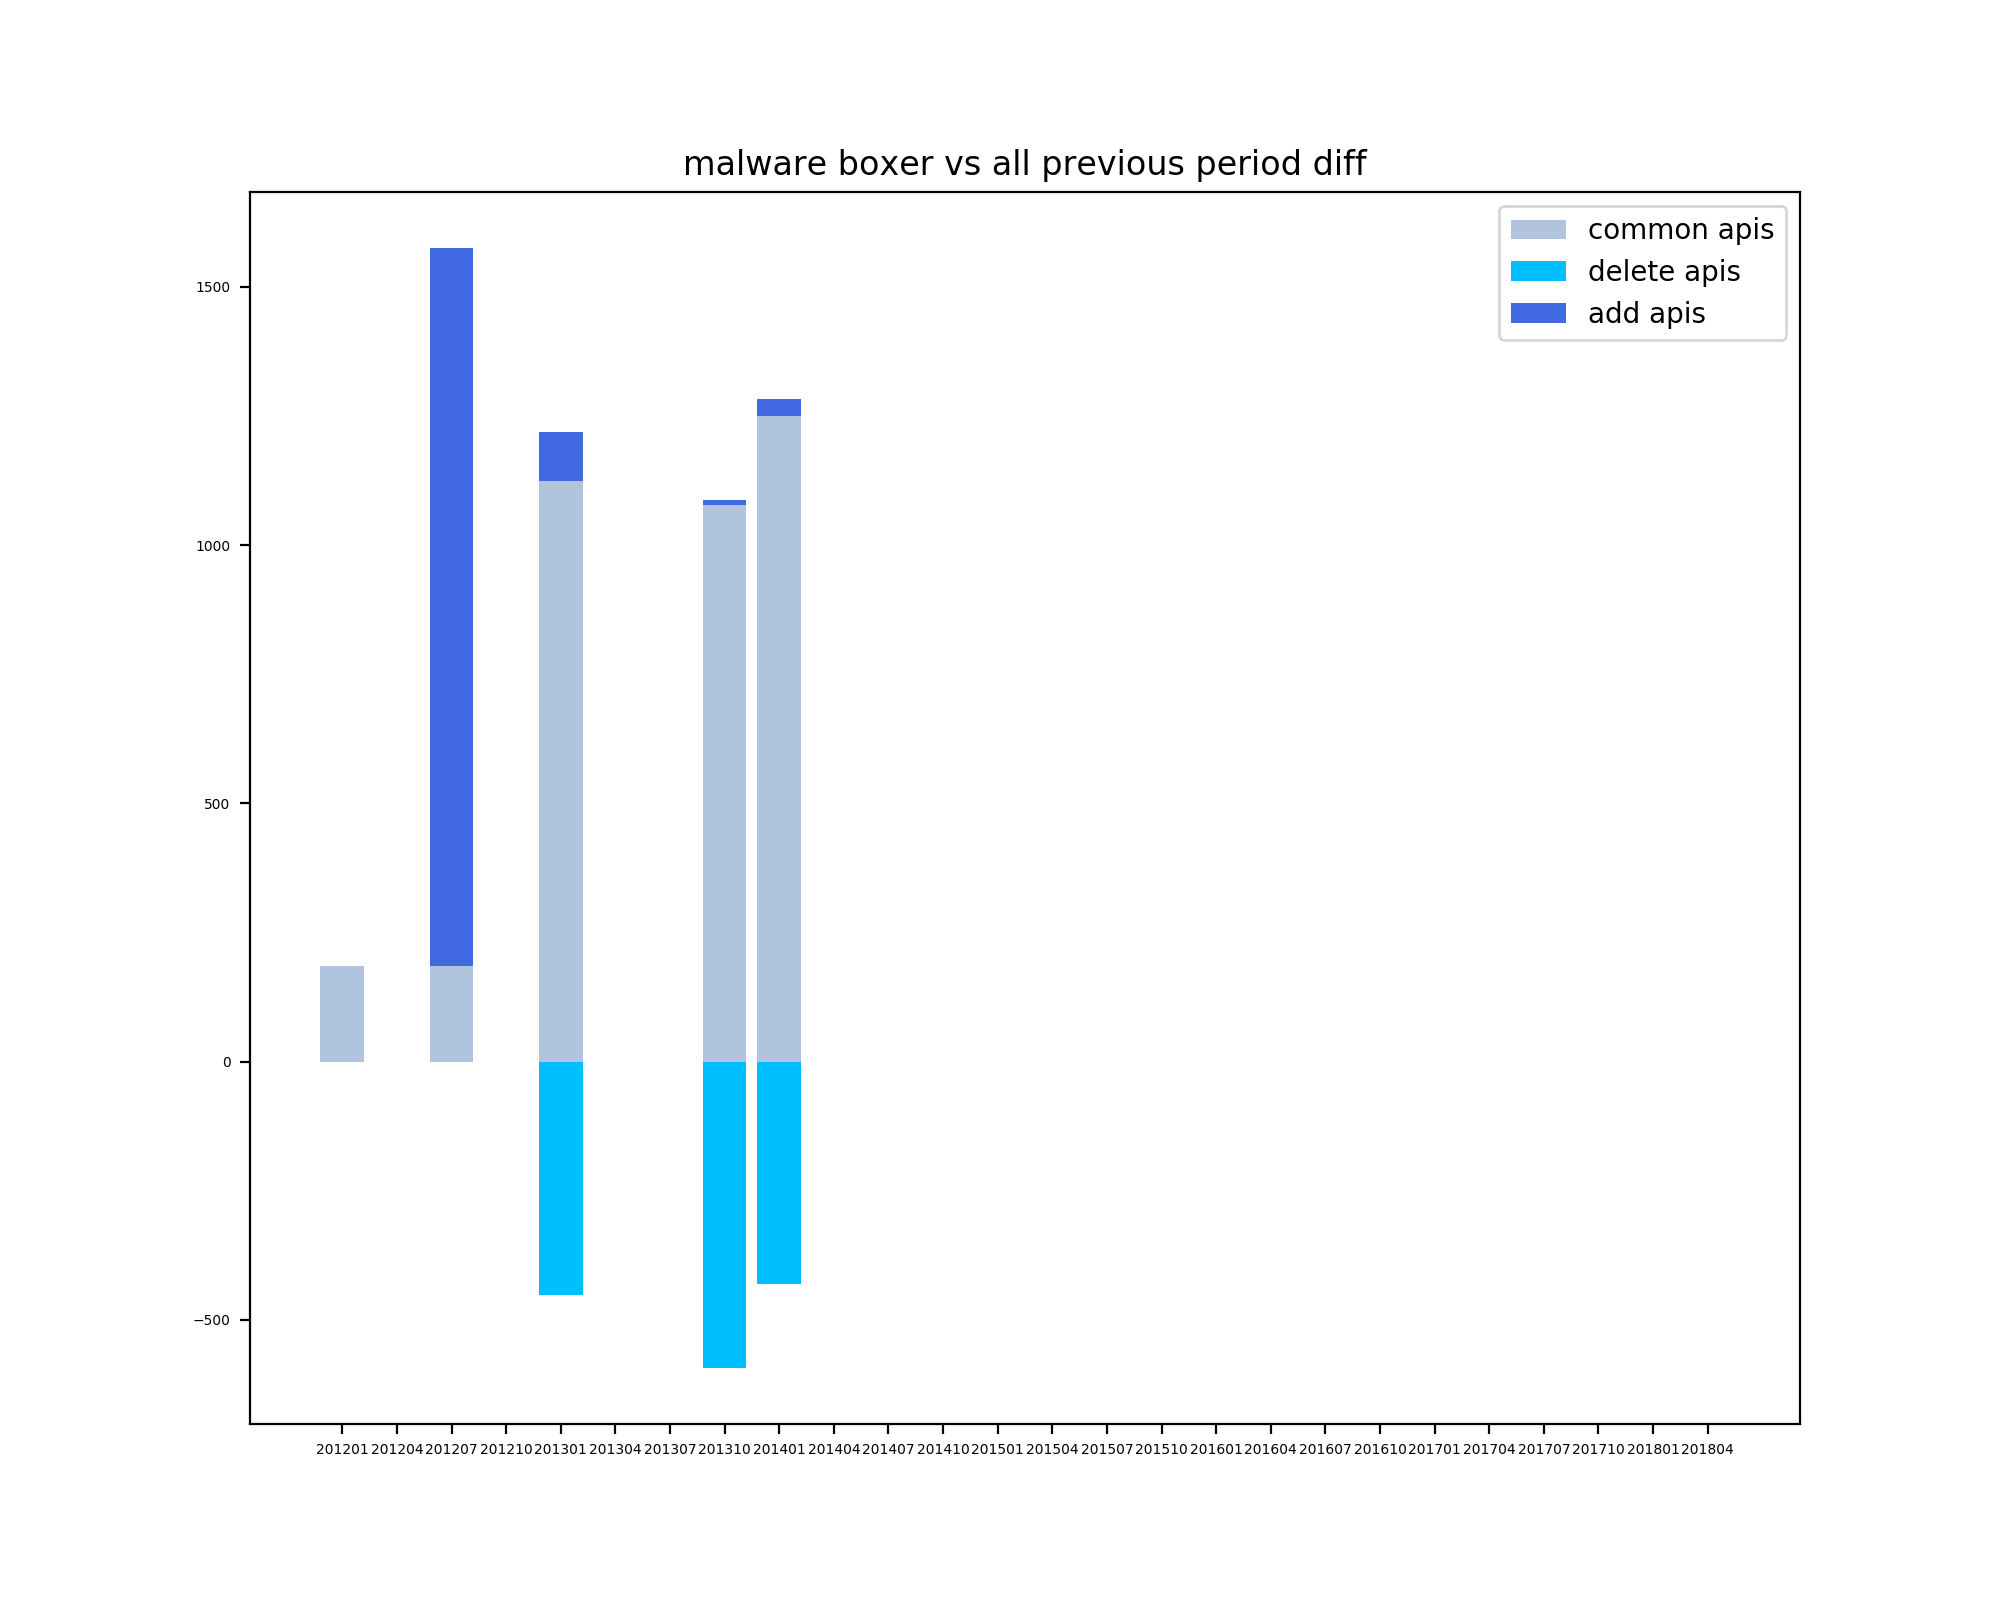 malware boxer vs all previous period diff
common apis
delete apis
add apis
1500
1000
500
0
−500
201201 201204 201207 201210 201301 201304 201307 201310 201401 201404 201407 201410 201501 201504 201507 201510 201601 201604 201607 201610 201701 201704 201707 201710 201801 201804